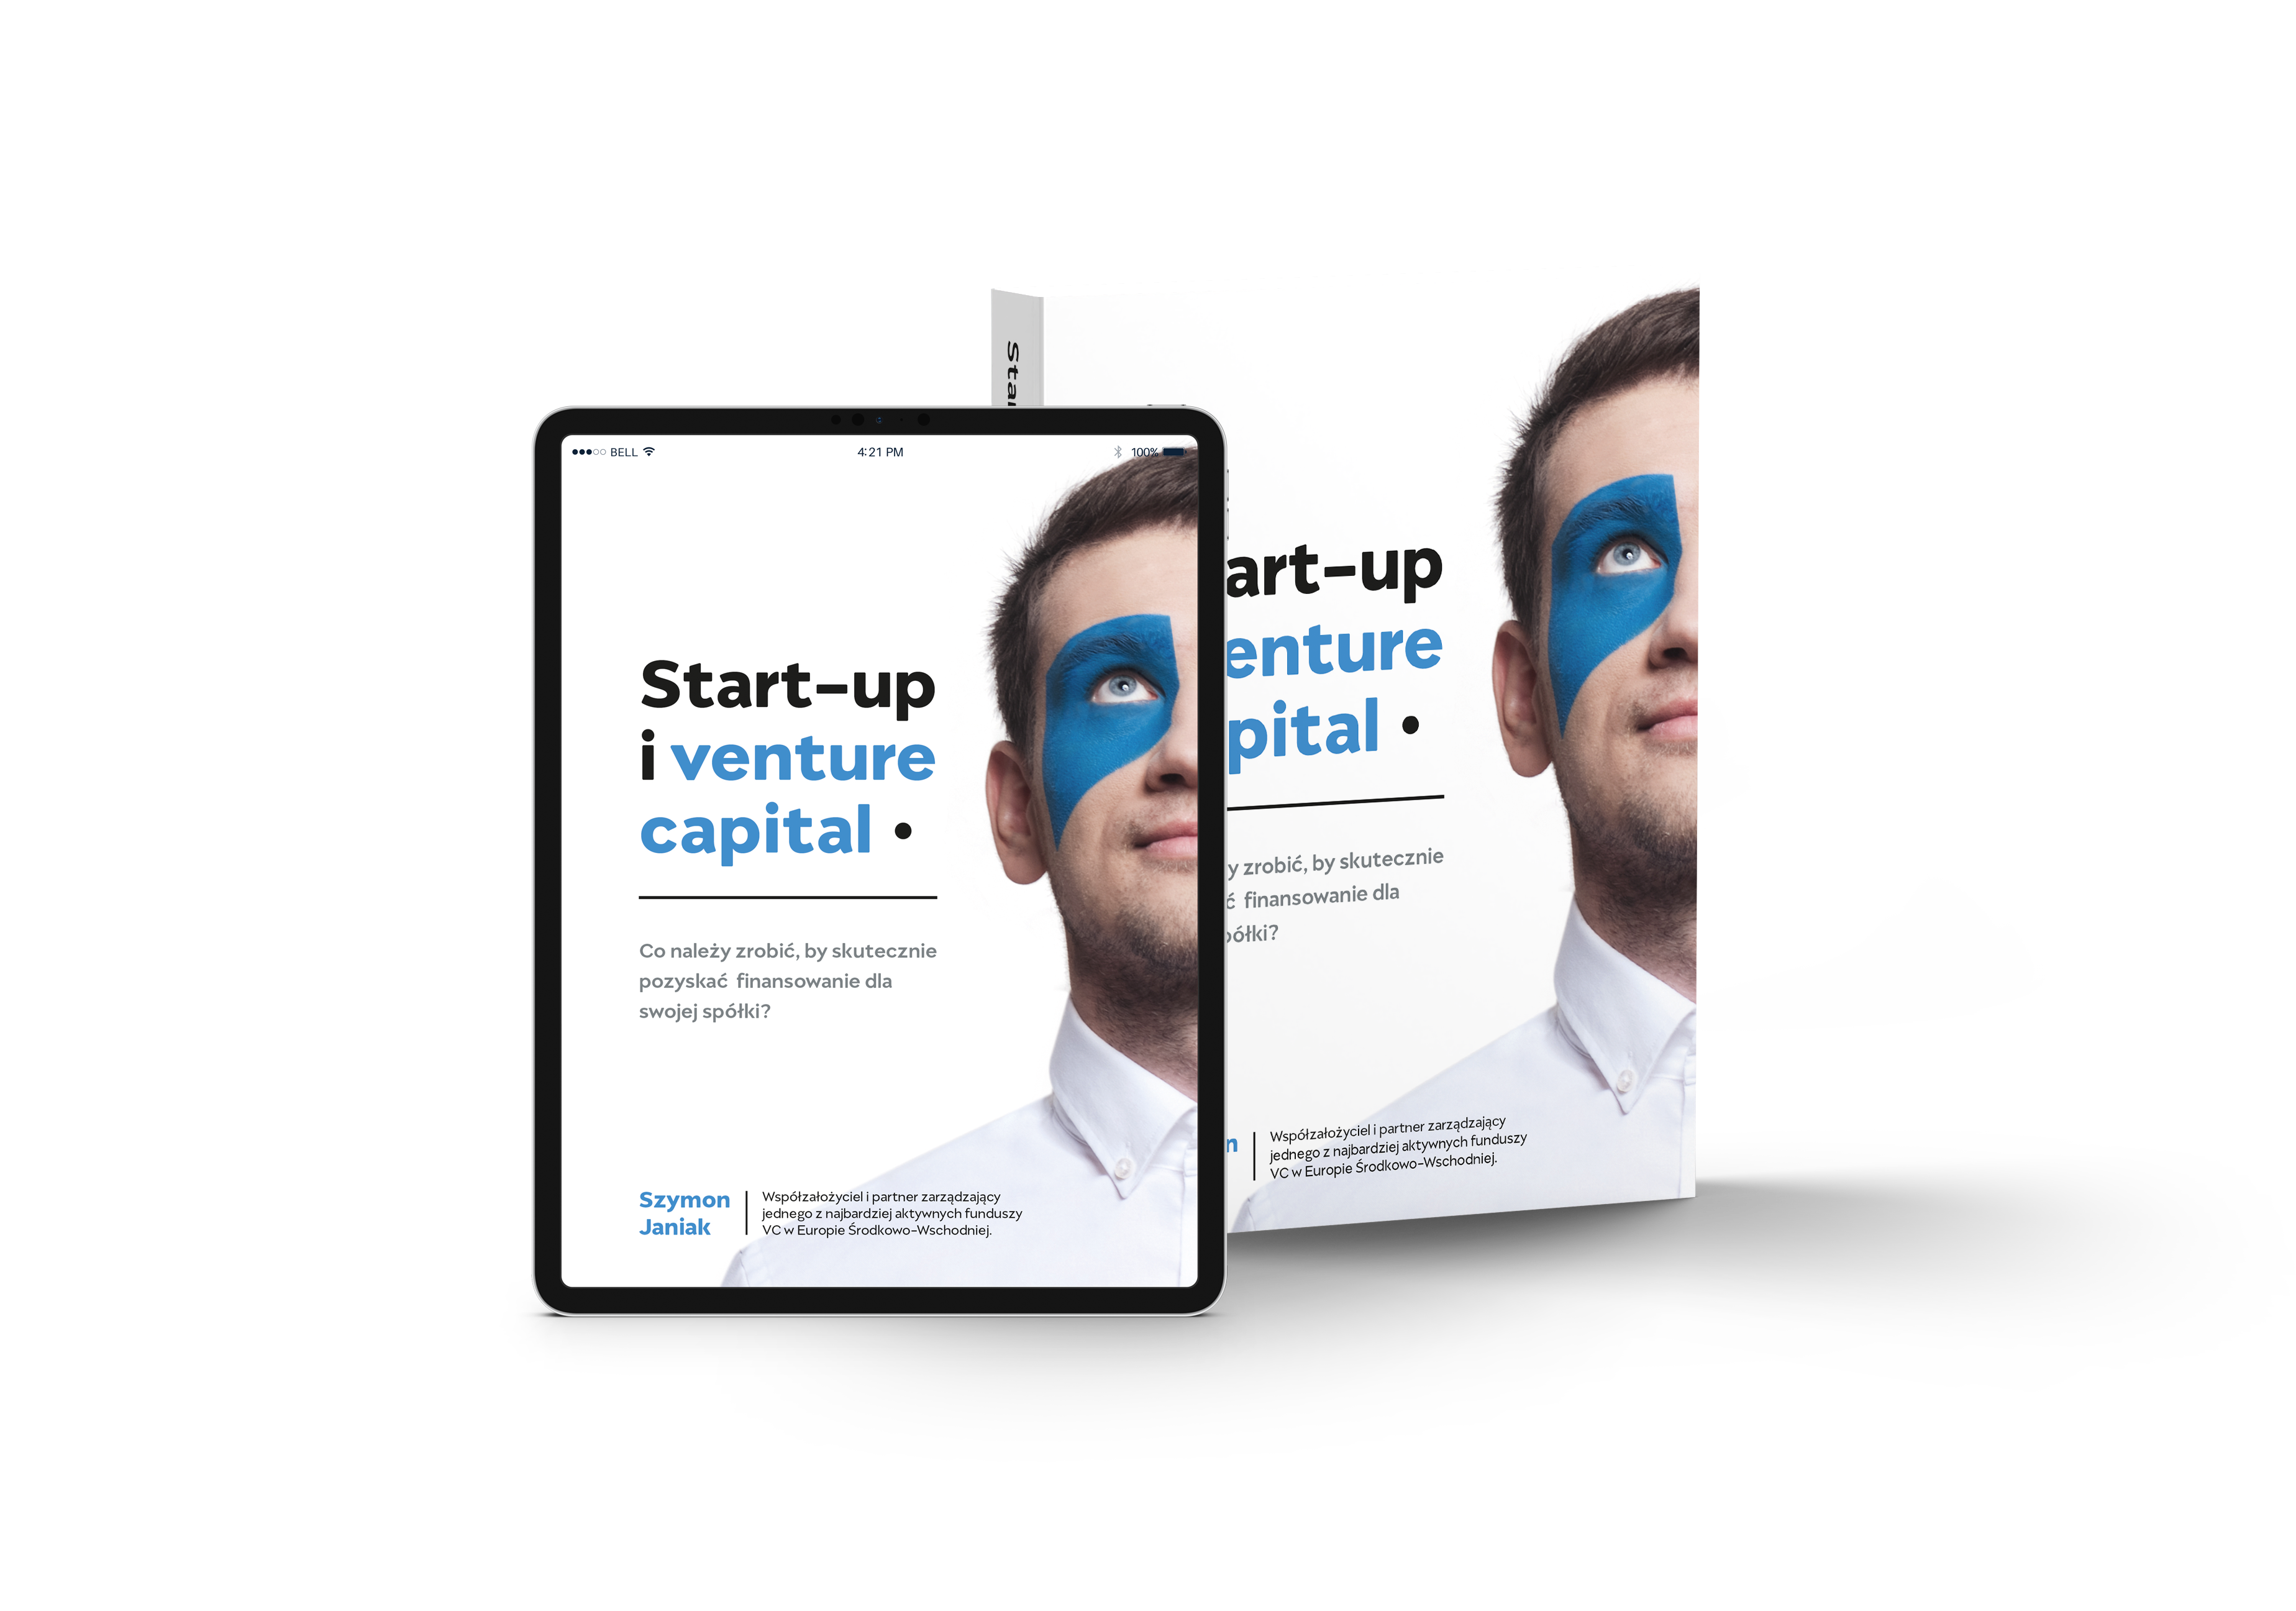 Star
BELL 4:21 PM 100%
Start-up
i venture
capital •
Co należy zrobić, by skutecznie
pozyskać finansowanie dla
swojej spółki?
Szymon
Janiak
Współzałożyciel i partner zarządzający
jednego z najbardziej aktywnych funduszy
VC w Europie Środkowo-Wschodniej.
art-up
enture
pital •
y zrobić, by skutecznie
ć finansowanie dla
półki?
n
Współzałożyciel i partner zarządzający
jednego z najbardziej aktywnych funduszy
VC w Europie Środkowo-Wschodniej.